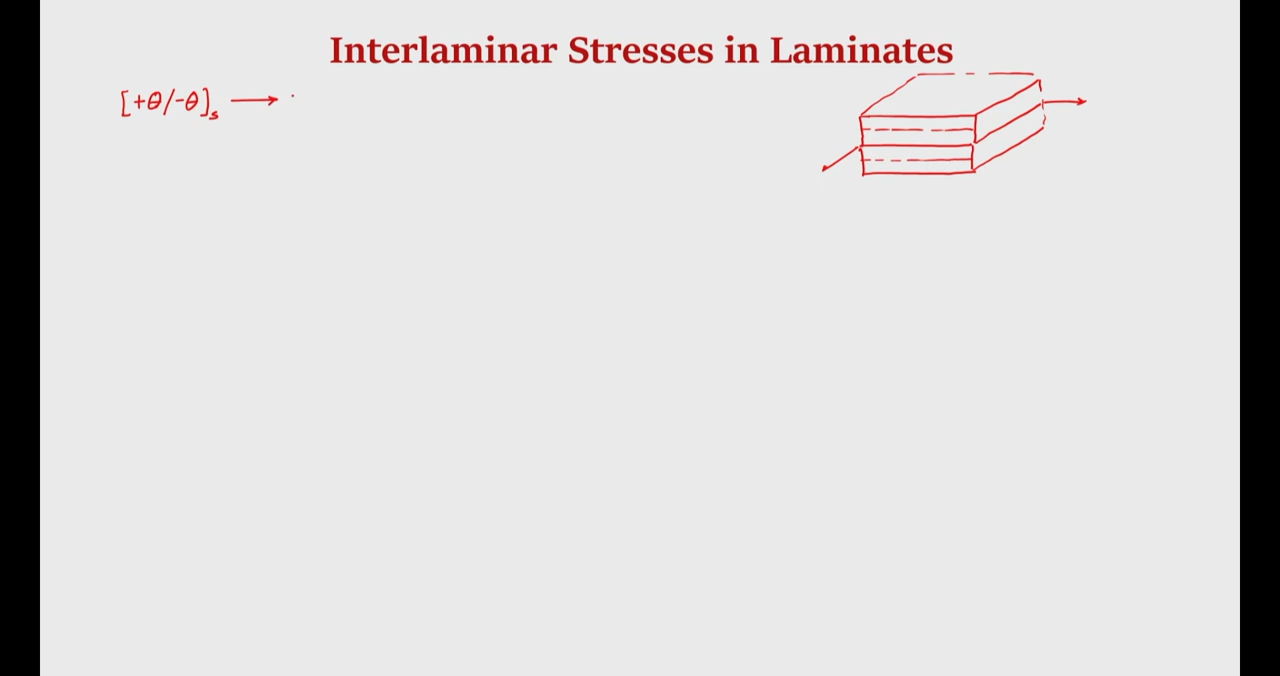 Interlaminar Stresses in Laminates
[+θ/-θ]s →